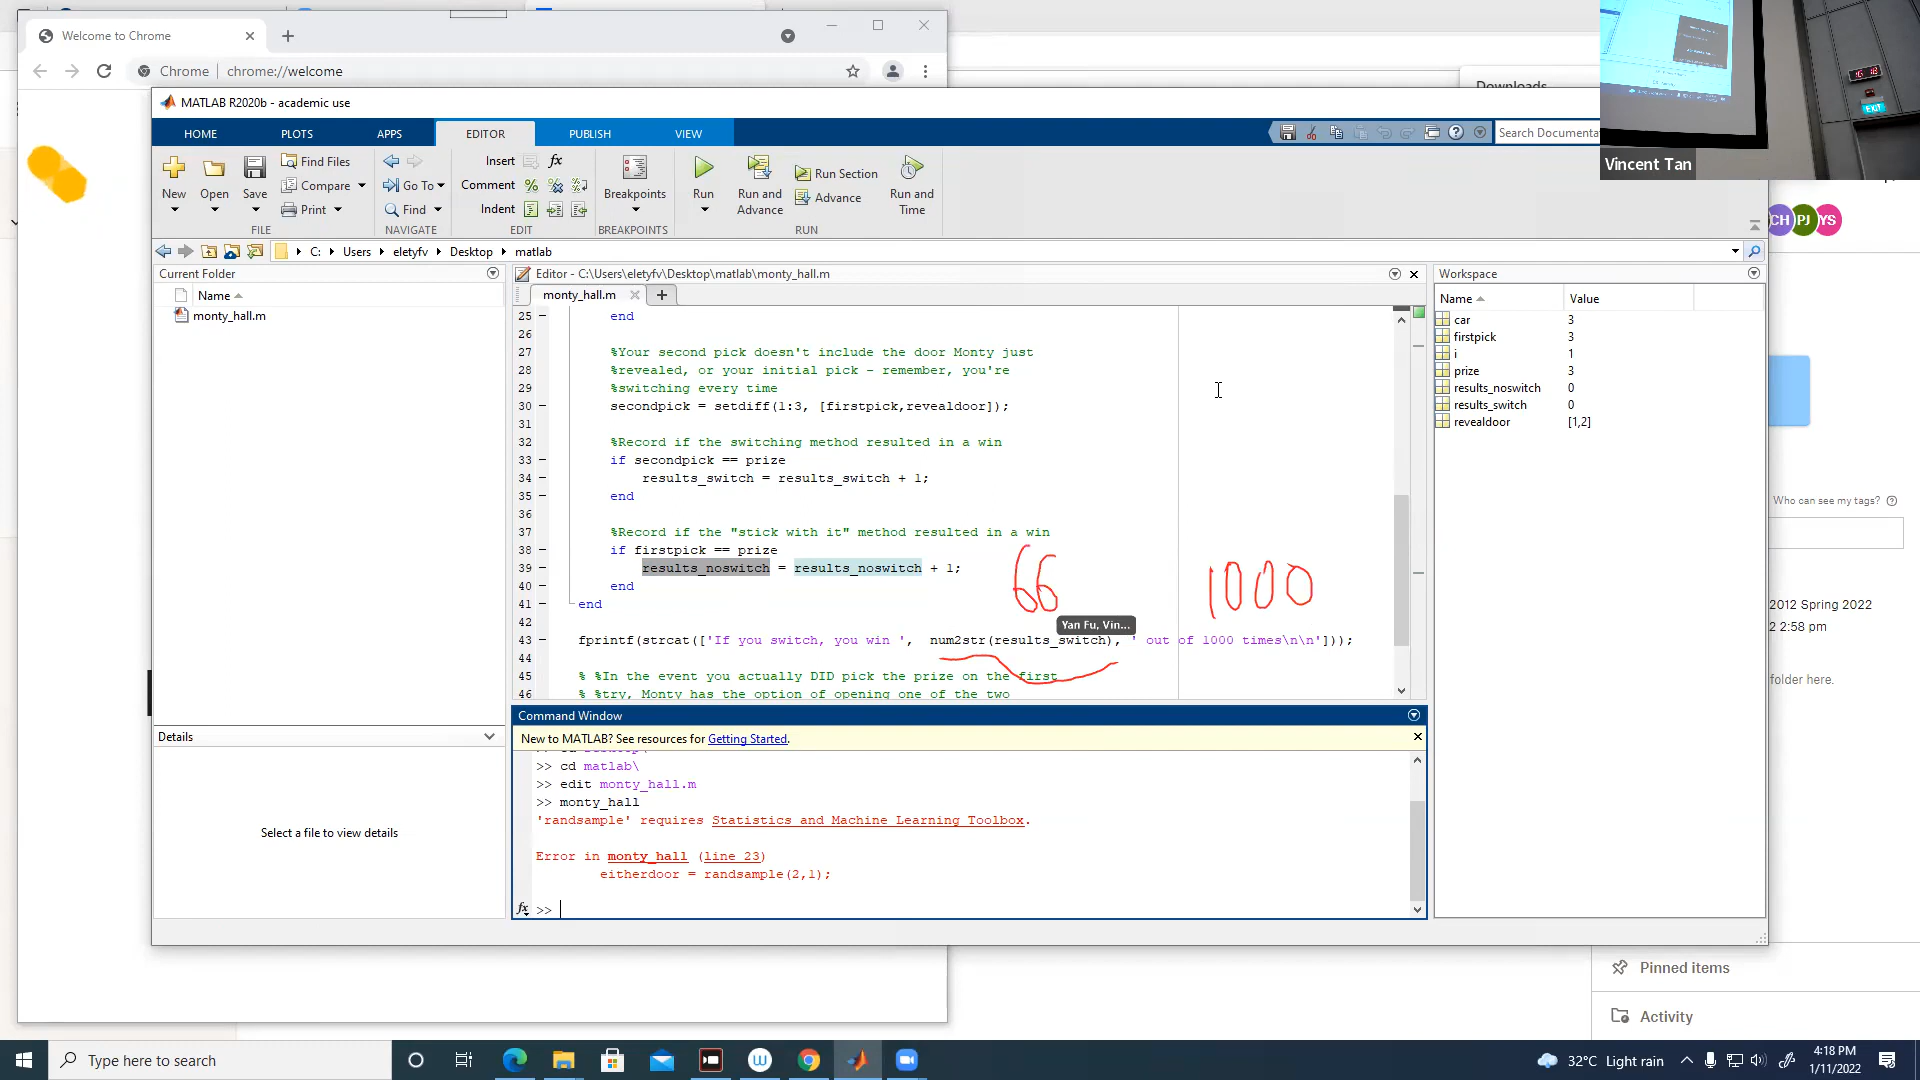 Welcome to Chrome
Chrome | chrome://welcome
Downloads
MATLAB R2020b - academic use
HOME PLOTS APPS EDITOR PUBLISH VIEW
Search Documenta
Vincent Tan
New Open Save
Find Files
Compare
Print
Go To
Find
Insert fx
Comment
Indent
Breakpoints
Run
Run and Advance
Run Section
Advance
Run and Time
FILE NAVIGATE EDIT BREAKPOINTS RUN
CH PJ YS
C: Users eletyfv Desktop matlab
Current Folder
Name
monty_hall.m
Details
Select a file to view details
Editor - C:\Users\eletyfv\Desktop\matlab\monty_hall.m
monty_hall.m
25 end
26
27 %Your second pick doesn't include the door Monty just
28 %revealed, or your initial pick - remember, you're
29 %switching every time
30 secondpick = setdiff(1:3, [firstpick,revealdoor]);
31
32 %Record if the switching method resulted in a win
33 if secondpick == prize
34 results_switch = results_switch + 1;
35 end
36
37 %Record if the "stick with it" method resulted in a win
38 if firstpick == prize
39 results_noswitch = results_noswitch + 1;
40 end
41 end
42
66 1000
Yan Fu, Vin...
43 fprintf(strcat(['If you switch, you win ', num2str(results_switch), ' out of 1000 times\n\n']));
44
45 % %In the event you actually DID pick the prize on the first
46 % %try, Monty has the option of opening one of the two
Workspace
Name Value
car 3
firstpick 3
i 1
prize 3
results_noswitch 0
results_switch 0
revealdoor [1,2]
Command Window
New to MATLAB? See resources for Getting Started.
>> cd matlab\
>> edit monty_hall.m
>> monty_hall
'randsample' requires Statistics and Machine Learning Toolbox.
Error in monty_hall (line 23)
eitherdoor = randsample(2,1);
fx >>
Who can see my tags?
2012 Spring 2022
2 2:58 pm
folder here.
Pinned items
Activity
Type here to search
32°C Light rain
4:18 PM
1/11/2022
EXIT